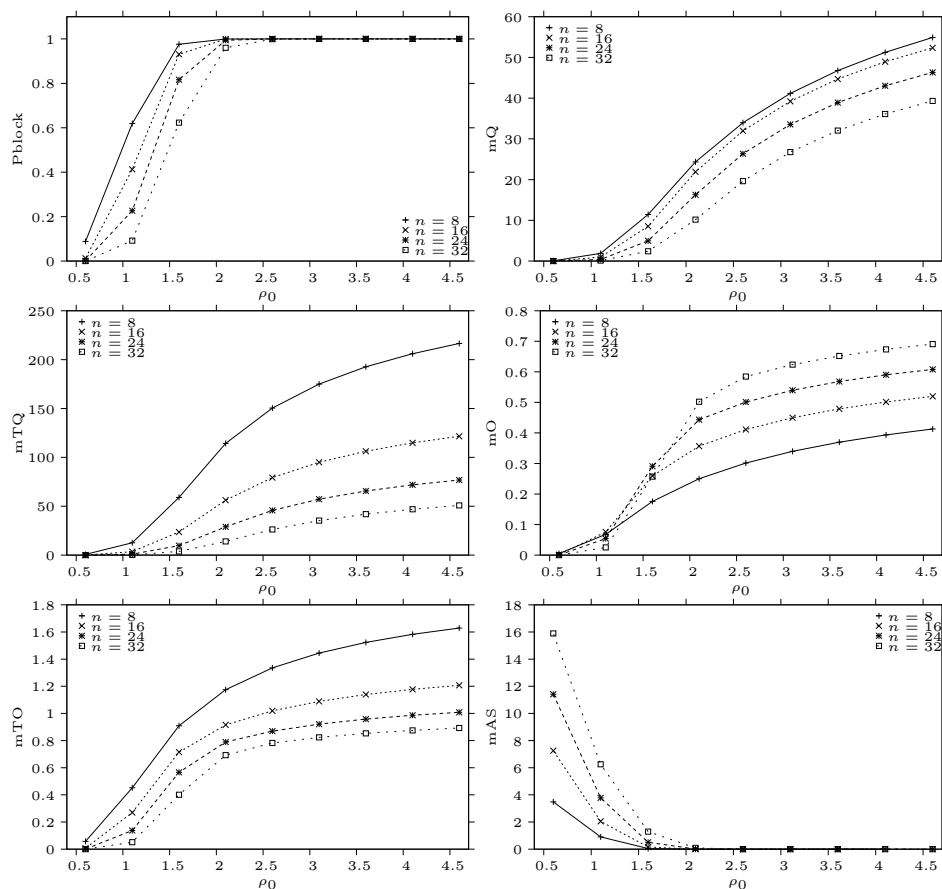 1
0.8
0.6
0.4
0.2
0
Pblock
0.5 1 1.5 2 2.5 3 3.5 4 4.5
ρ0
n = 8
n = 16
n = 24
n = 32
60
50
40
30
20
10
0
mQ
0.5 1 1.5 2 2.5 3 3.5 4 4.5
ρ0
n = 8
n = 16
n = 24
n = 32
250
200
150
100
50
0
mTQ
0.5 1 1.5 2 2.5 3 3.5 4 4.5
ρ0
n = 8
n = 16
n = 24
n = 32
0.8
0.7
0.6
0.5
0.4
0.3
0.2
0.1
0
mO
0.5 1 1.5 2 2.5 3 3.5 4 4.5
ρ0
n = 8
n = 16
n = 24
n = 32
1.8
1.6
1.4
1.2
1
0.8
0.6
0.4
0.2
0
mTO
0.5 1 1.5 2 2.5 3 3.5 4 4.5
ρ0
n = 8
n = 16
n = 24
n = 32
18
16
14
12
10
8
6
4
2
0
mAS
0.5 1 1.5 2 2.5 3 3.5 4 4.5
ρ0
n = 8
n = 16
n = 24
n = 32